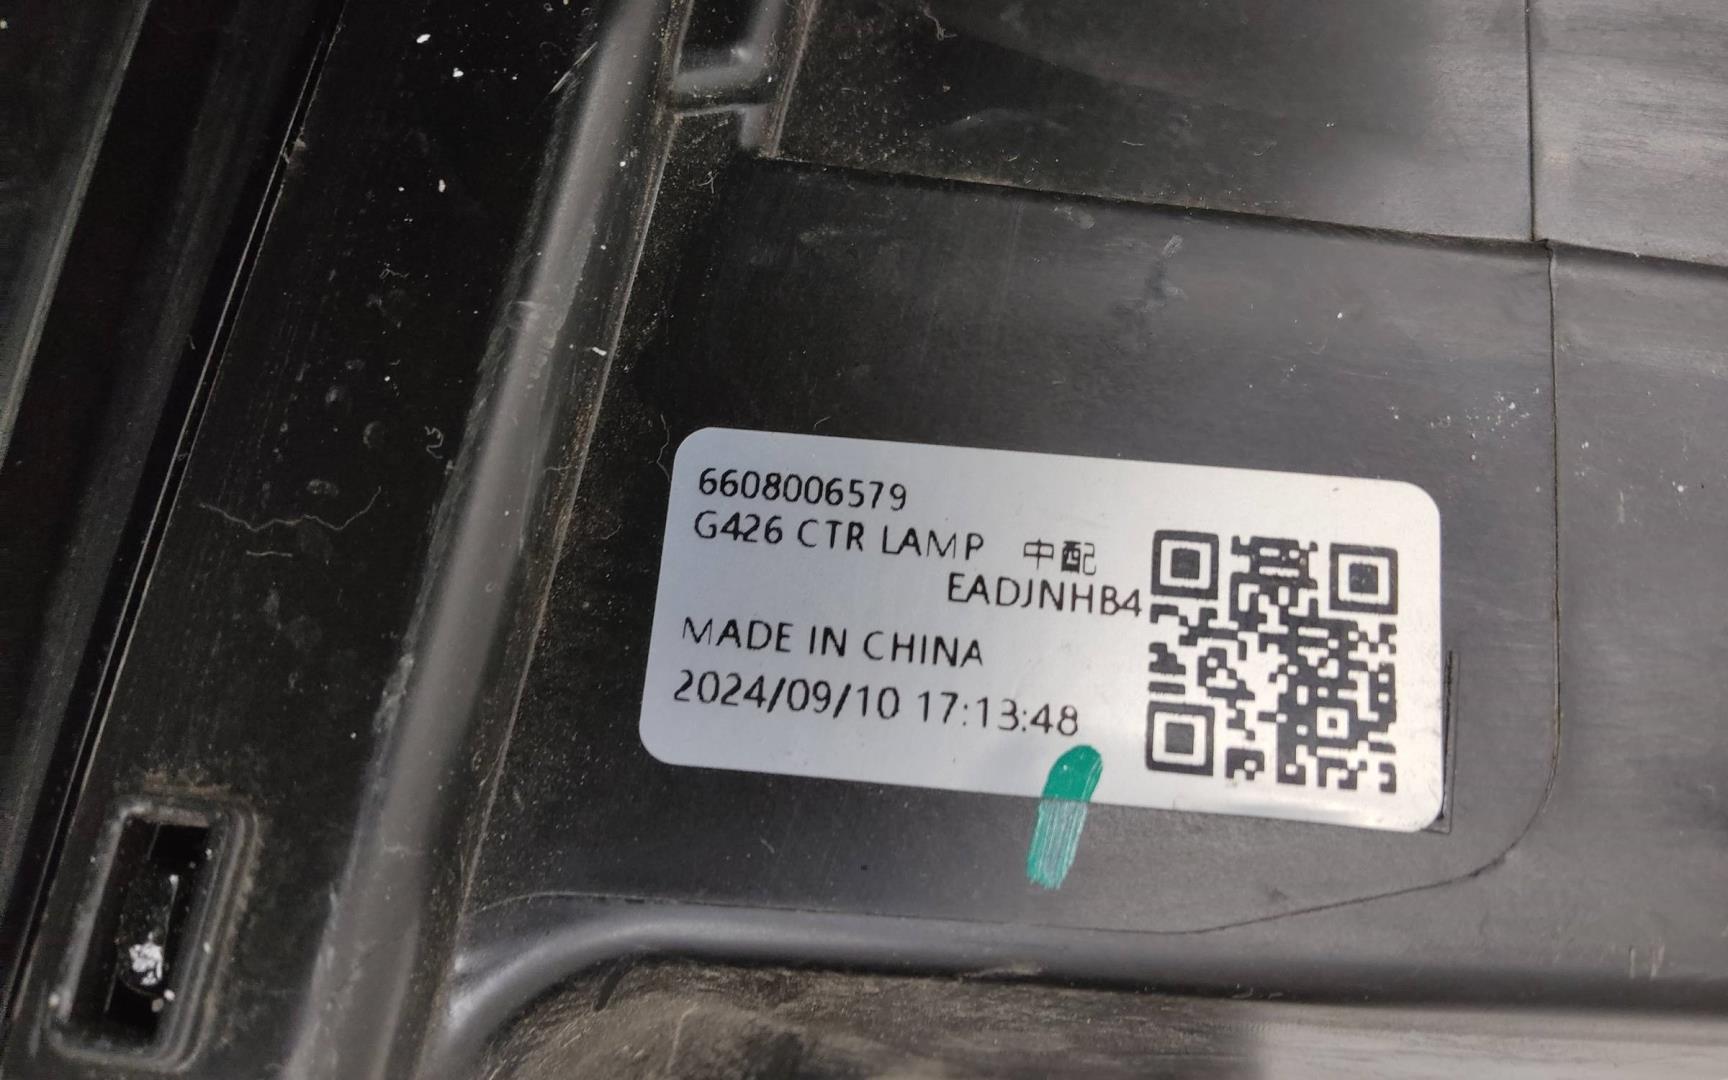 6608006579
G426 CTR LAMP 中配
EADJNHB4
MADE IN CHINA
2024/09/10 17:13:48